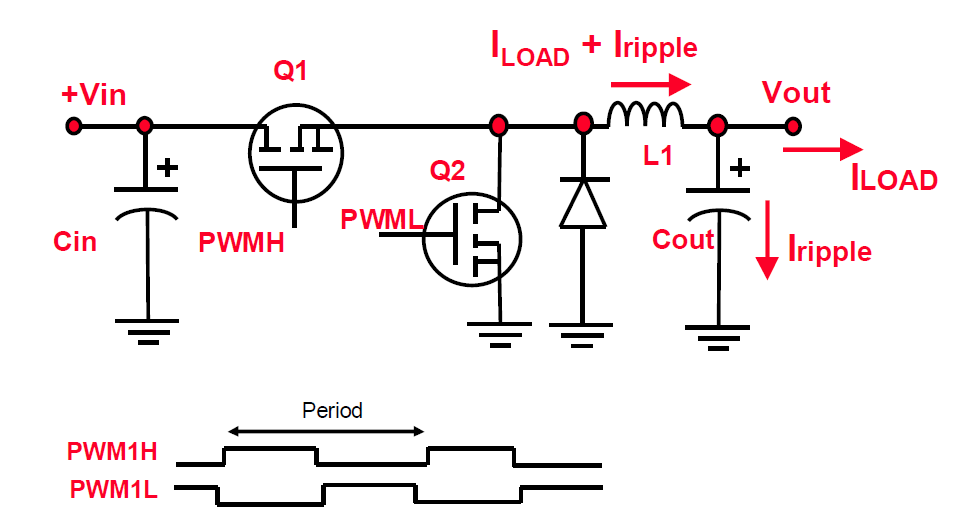 ILOAD + Iripple
Q1
+Vin
Vout
+
L1
Q2
+
ILOAD
PWML
PWMH
Cin
Cout
Iripple
Period
PWM1H
PWM1L